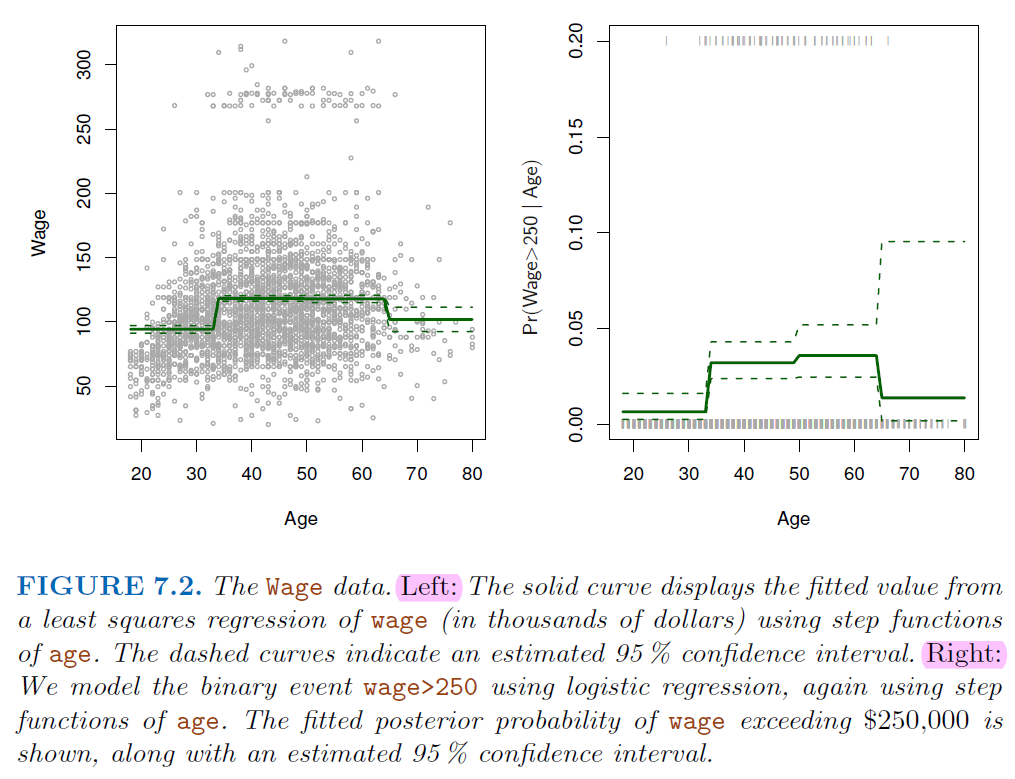 300
250
200
150
100
50
Wage
20 30 40 50 60 70 80
Age
0.20
0.15
0.10
0.05
0.00
Pr(Wage>250 | Age)
20 30 40 50 60 70 80
Age
FIGURE 7.2. The Wage data. Left: The solid curve displays the fitted value from
a least squares regression of wage (in thousands of dollars) using step functions
of age. The dashed curves indicate an estimated 95 % confidence interval. Right:
We model the binary event wage>250 using logistic regression, again using step
functions of age. The fitted posterior probability of wage exceeding $250,000 is
shown, along with an estimated 95 % confidence interval.